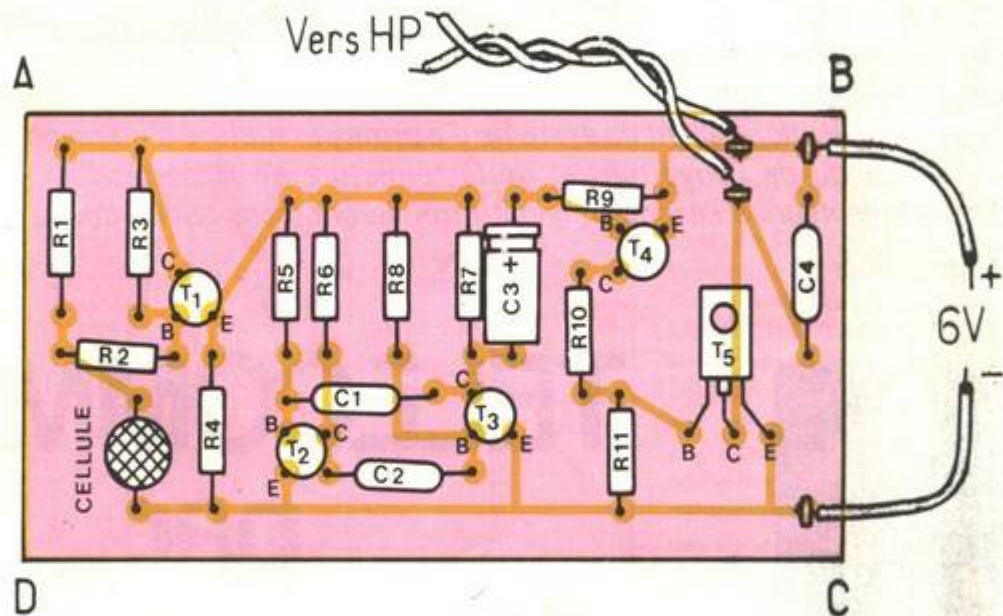 Vers HP
A
B
R1
R3
R9
B
E
T4
C
C
T1
B
E
R5
R6
R8
R7
C3 +
R10
T5
C4
+
6V
−
R2
C1
C
T3
B
E
CELLULE
R4
B
C
T2
E
C2
R11
B
C
E
D
C